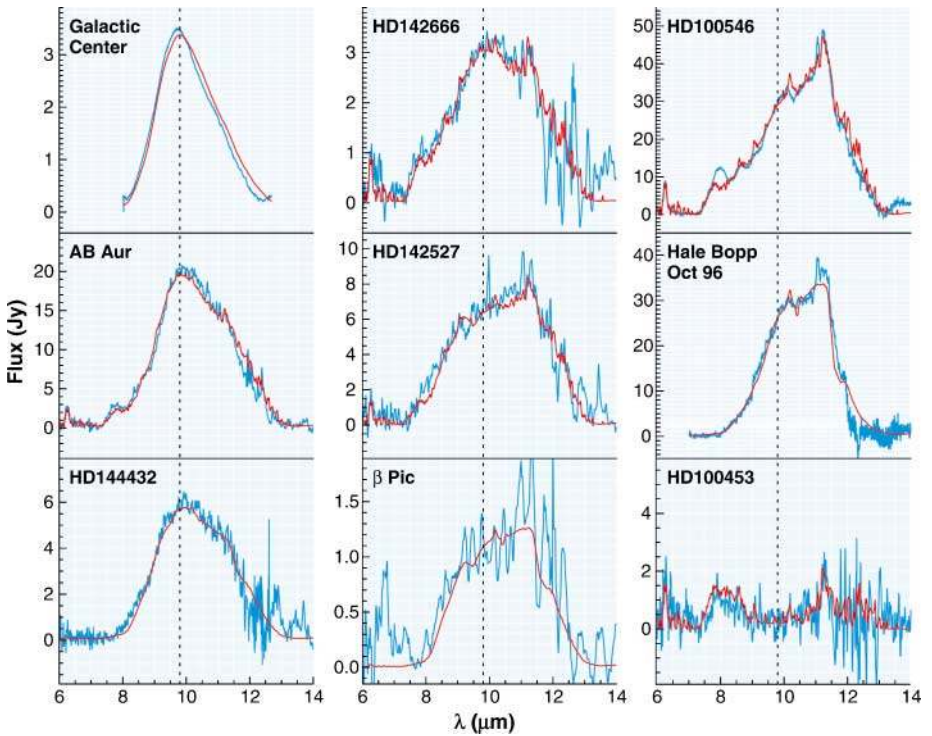 Galactic
Center
HD142666
HD100546
3
2
1
0
3
2
1
0
50
40
30
20
10
0
AB Aur
HD142527
Hale Bopp
Oct 96
20
15
10
5
0
10
8
6
4
2
0
40
30
20
10
0
HD144432
β Pic
HD100453
6
4
2
0
1.5
1.0
0.5
0.0
4
2
0
6 8 10 12 14
6 8 10 12 14
6 8 10 12 14
Flux (Jy)
λ (μm)